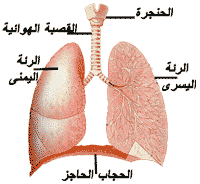 الحنجرة
القصبة الهوائية
الرئة
اليمنى
الرئة
اليسرى
الحجاب الحاجز